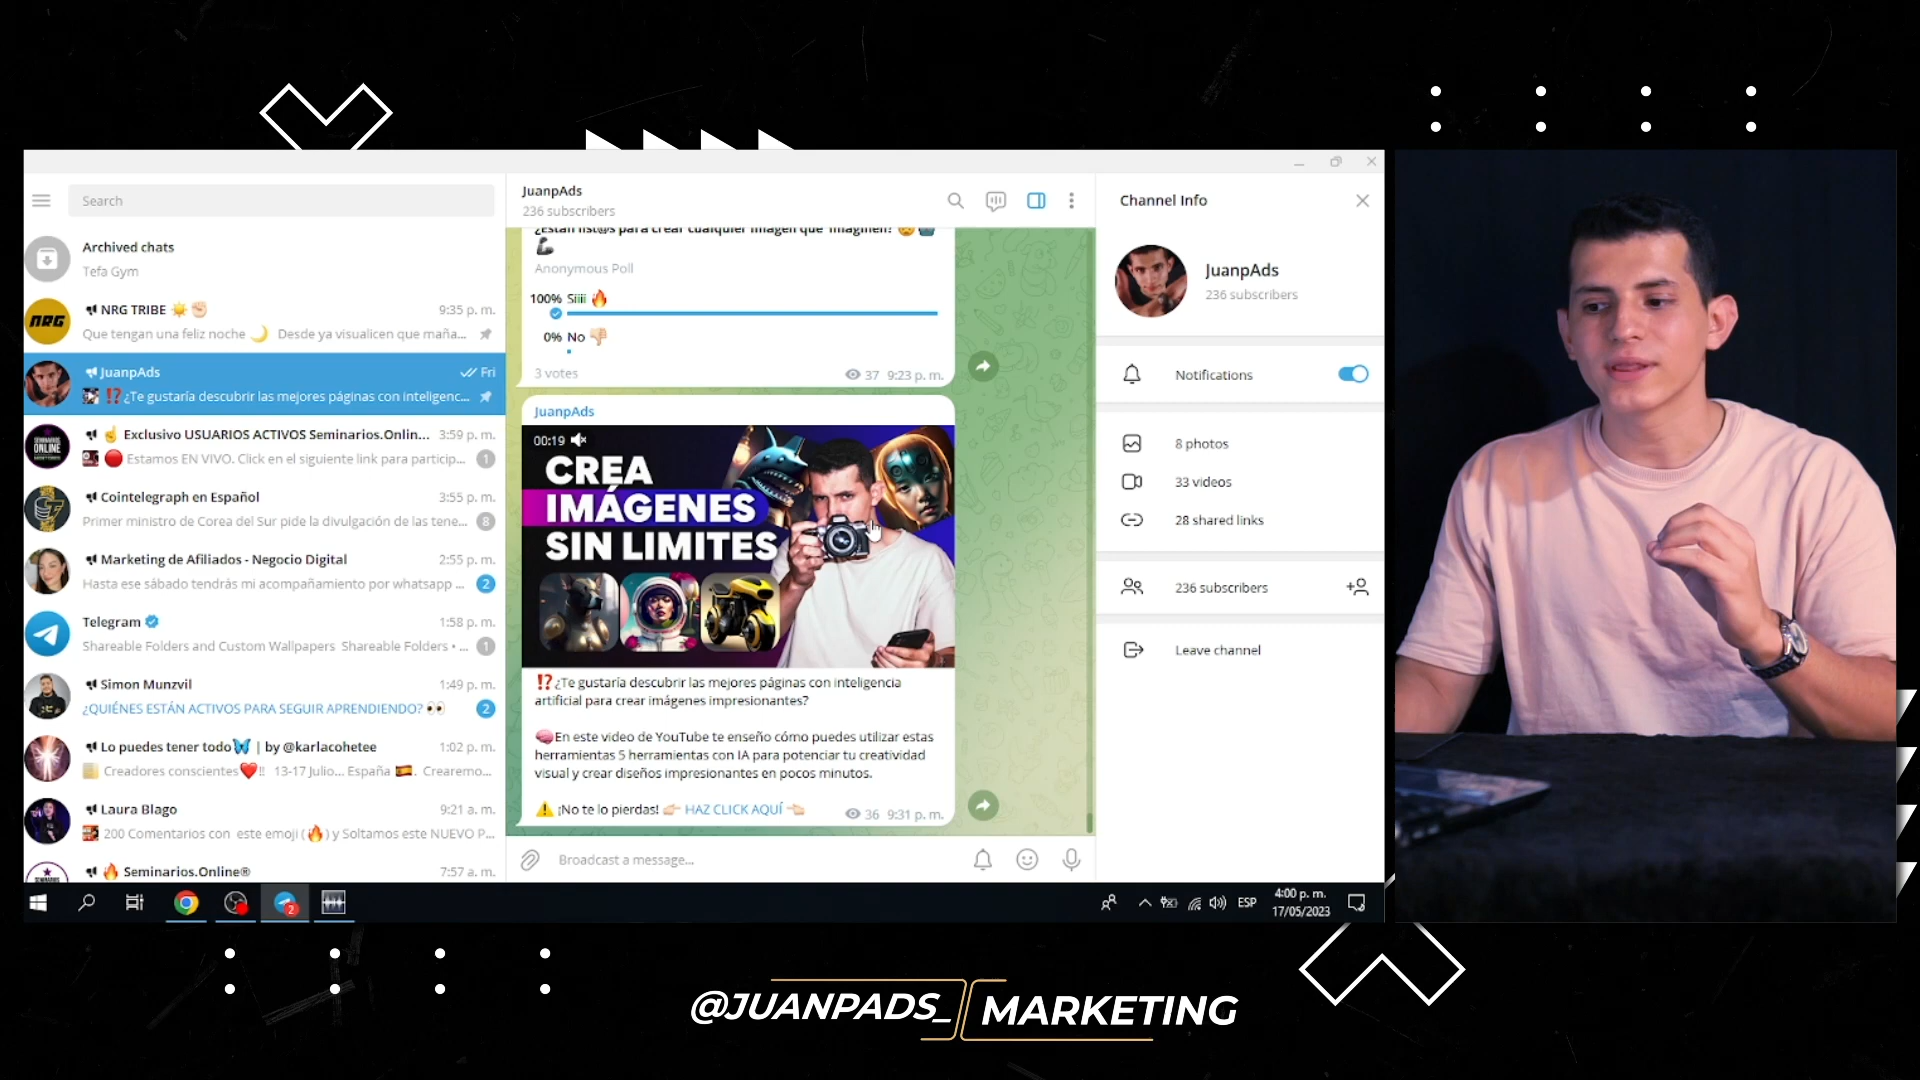 Search
Archived chats
Tefa Gym
NRG TRIBE ☀️ ✊🏻
9:35 p. m.
Que tengan una feliz noche 🌙 Desde ya visualicen que maña...
JuanpAds
Fri
⁉️¿Te gustaría descubrir las mejores páginas con inteligenc...
☝️ Exclusivo USUARIOS ACTIVOS Seminarios.Onlin...
3:59 p. m.
🔴 Estamos EN VIVO. Click en el siguiente link para particip...
1
Cointelegraph en Español
3:55 p. m.
Primer ministro de Corea del Sur pide la divulgación de las tene...
8
Marketing de Afiliados - Negocio Digital
2:55 p. m.
Hasta ese sábado tendrás mi acompañamiento por whatsapp ...
2
Telegram
1:58 p. m.
Shareable Folders and Custom Wallpapers Shareable Folders • ...
1
Simon Munzvil
1:49 p. m.
¿QUIÉNES ESTÁN ACTIVOS PARA SEGUIR APRENDIENDO? 👀
2
Lo puedes tener todo🦋 | by @karlacohetee
1:02 p. m.
Creadores conscientes❤️‼️ 13-17 Julio... España 🇪🇸. Crearemo...
Laura Blago
9:21 a. m.
200 Comentarios con este emoji (🔥) y Soltamos este NUEVO P...
🔥 Seminarios.Online®
7:57 a. m.
JuanpAds
236 subscribers
¿Están list@s para crear cualquier imagen que imaginen?
Anonymous Poll
100% Siiii 🔥
0% No 👎🏻
3 votes
37 9:23 p. m.
JuanpAds
00:19
CREA
IMÁGENES
SIN LIMITES
⁉️¿Te gustaría descubrir las mejores páginas con inteligencia
artificial para crear imágenes impresionantes?
🧠En este video de YouTube te enseño cómo puedes utilizar estas
herramientas 5 herramientas con IA para potenciar tu creatividad
visual y crear diseños impresionantes en pocos minutos.
⚠️ ¡No te lo pierdas! 👉🏻 HAZ CLICK AQUÍ 👈🏻
36 9:31 p. m.
Broadcast a message...
Channel Info
JuanpAds
236 subscribers
Notifications
8 photos
33 videos
28 shared links
236 subscribers
Leave channel
2
ESP
4:00 p. m.
17/05/2023
@JUANPADS_
MARKETING